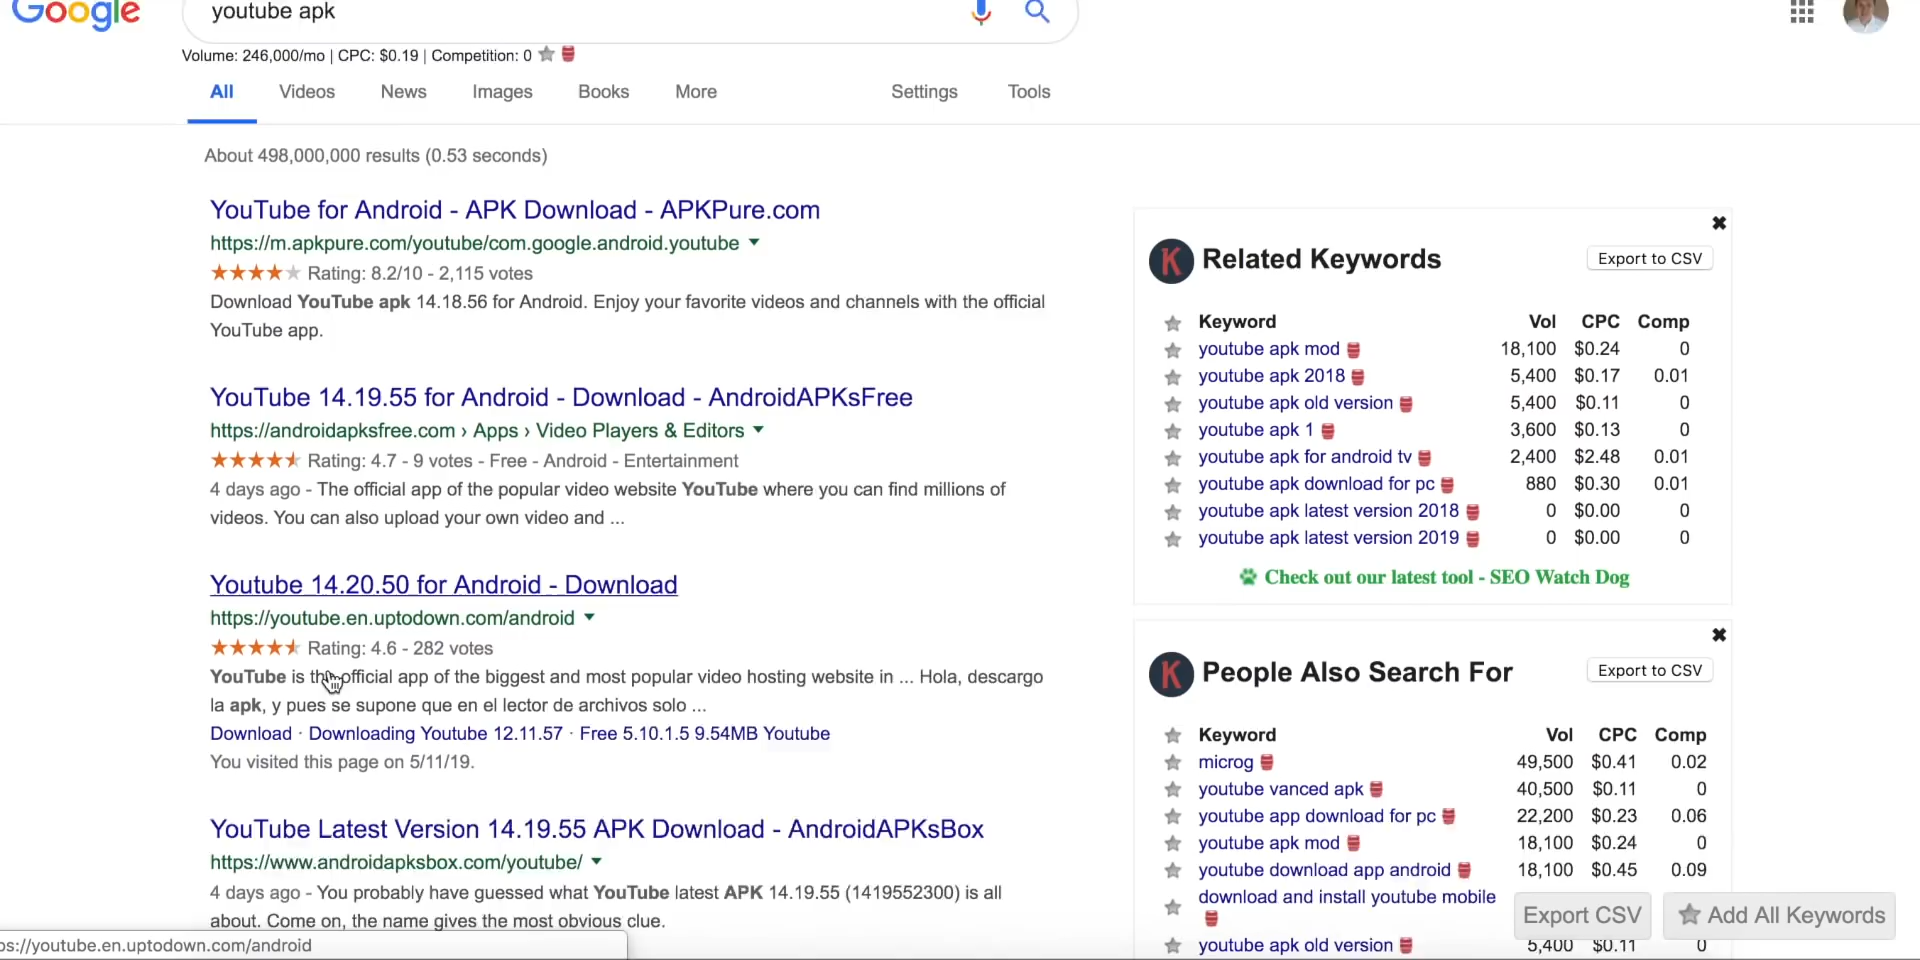 Google
youtube apk
Volume: 246,000/mo | CPC: $0.19 | Competition: 0
All Videos News Images Books More Settings Tools
About 498,000,000 results (0.53 seconds)
YouTube for Android - APK Download - APKPure.com
https://m.apkpure.com/youtube/com.google.android.youtube
Rating: 8.2/10 - 2,115 votes
Download YouTube apk 14.18.56 for Android. Enjoy your favorite videos and channels with the official
YouTube app.
YouTube 14.19.55 for Android - Download - AndroidAPKsFree
https://androidapksfree.com › Apps › Video Players & Editors
Rating: 4.7 - 9 votes - Free - Android - Entertainment
4 days ago - The official app of the popular video website YouTube where you can find millions of
videos. You can also upload your own video and ...
Youtube 14.20.50 for Android - Download
https://youtube.en.uptodown.com/android
Rating: 4.6 - 282 votes
YouTube is the official app of the biggest and most popular video hosting website in ... Hola, descargo
la apk, y pues se supone que en el lector de archivos solo ...
Download · Downloading Youtube 12.11.57 · Free 5.10.1.5 9.54MB Youtube
You visited this page on 5/11/19.
YouTube Latest Version 14.19.55 APK Download - AndroidAPKsBox
https://www.androidapksbox.com/youtube/
4 days ago - You probably have guessed what YouTube latest APK 14.19.55 (1419552300) is all
about. Come on, the name gives the most obvious clue.
ps://youtube.en.uptodown.com/android
K Related Keywords Export to CSV
Keyword Vol CPC Comp
youtube apk mod 18,100 $0.24 0
youtube apk 2018 5,400 $0.17 0.01
youtube apk old version 5,400 $0.11 0
youtube apk 1 3,600 $0.13 0
youtube apk for android tv 2,400 $2.48 0.01
youtube apk download for pc 880 $0.30 0.01
youtube apk latest version 2018 0 $0.00 0
youtube apk latest version 2019 0 $0.00 0
Check out our latest tool - SEO Watch Dog
K People Also Search For Export to CSV
Keyword Vol CPC Comp
microg 49,500 $0.41 0.02
youtube vanced apk 40,500 $0.11 0
youtube app download for pc 22,200 $0.23 0.06
youtube apk mod 18,100 $0.24 0
youtube download app android 18,100 $0.45 0.09
download and install youtube mobile
youtube apk old version 5,400 $0.11 0
Export CSV Add All Keywords